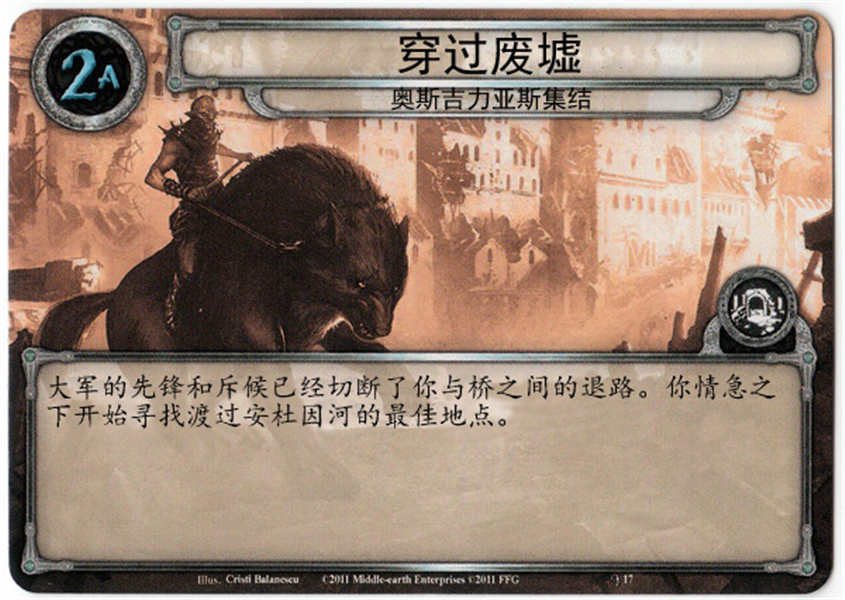 2A
穿过废墟
奥斯吉力亚斯集结
大军的先锋和斥候已经切断了你与桥之间的退路。你情急之
下开始寻找渡过安杜因河的最佳地点。
Illus. Cristi Balanescu ©2011 Middle-earth Enterprises ©2011 FFG 17